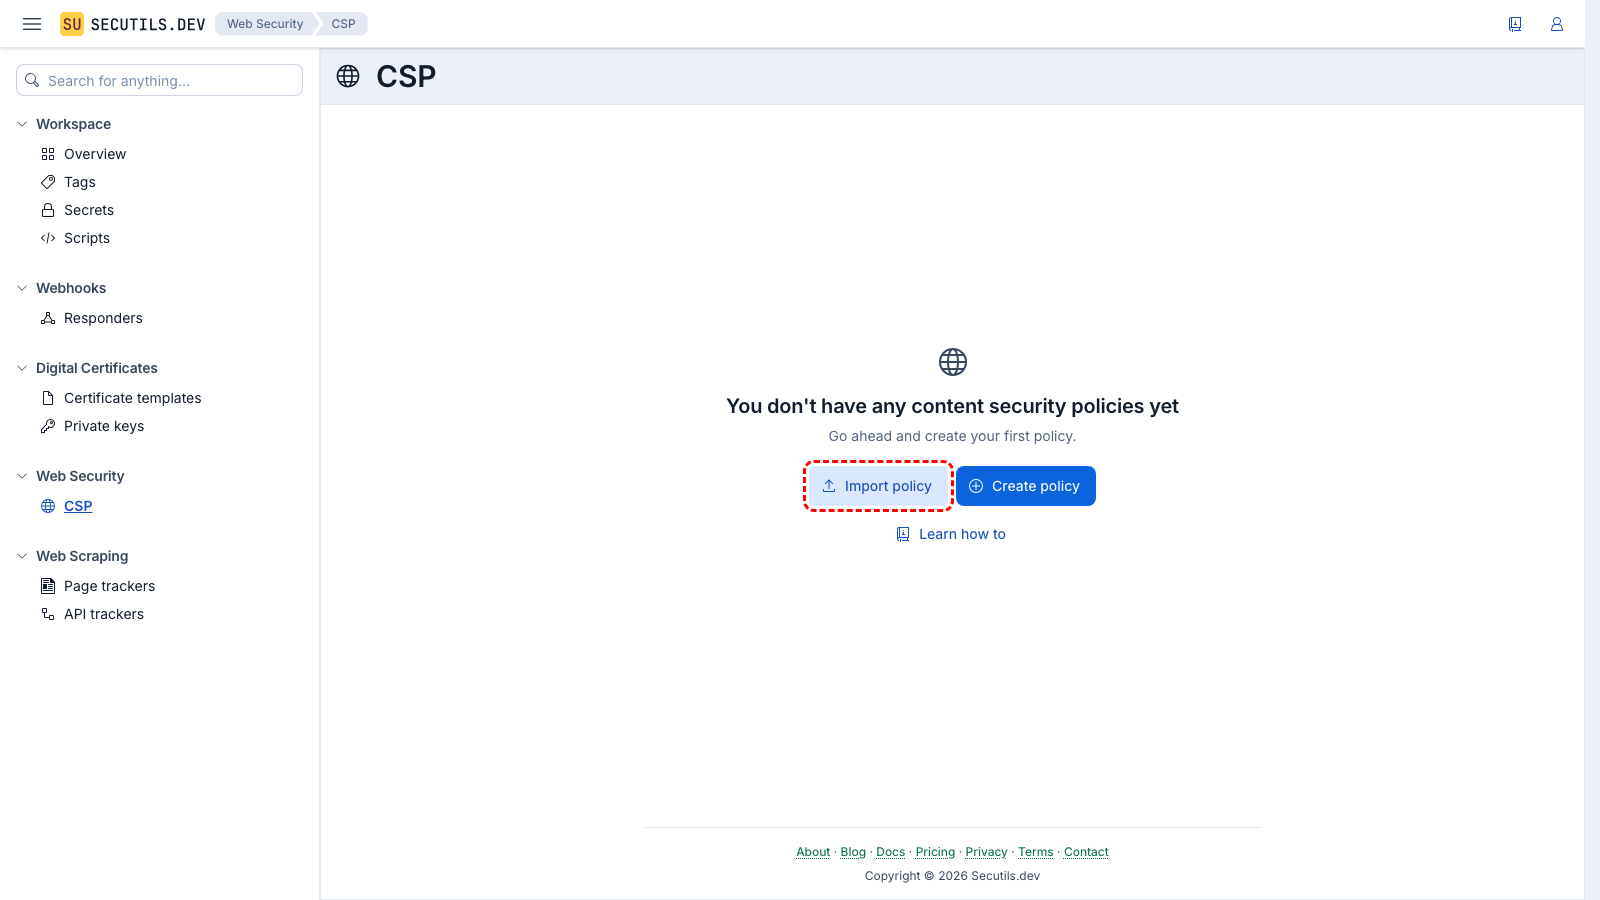 SU SECUTILS.DEV Web Security CSP
Search for anything...
CSP
Workspace
Overview
Tags
Secrets
Scripts
Webhooks
Responders
Digital Certificates
Certificate templates
Private keys
Web Security
CSP
Web Scraping
Page trackers
API trackers
You don't have any content security policies yet
Go ahead and create your first policy.
Import policy Create policy
Learn how to
About · Blog · Docs · Pricing · Privacy · Terms · Contact
Copyright © 2026 Secutils.dev